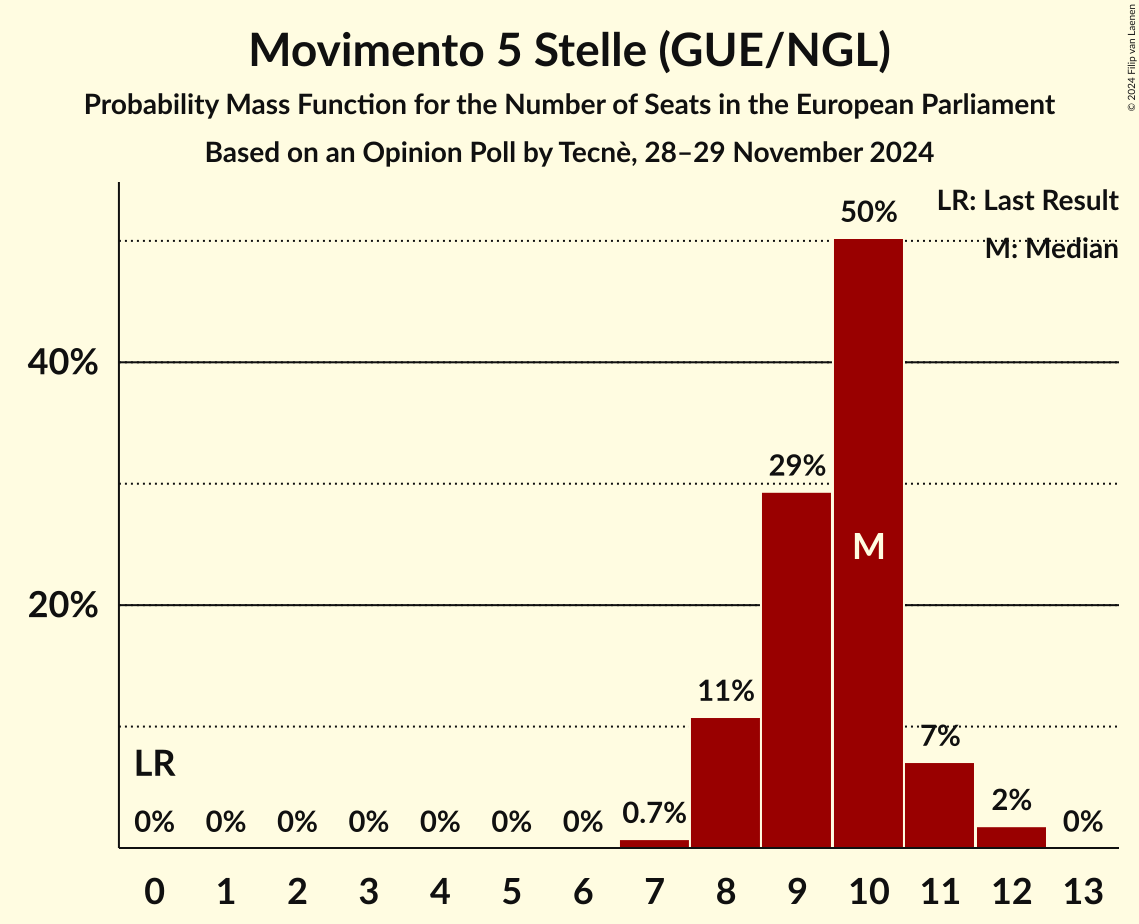 Movimento 5 Stelle (GUE/NGL)
Probability Mass Function for the Number of Seats in the European Parliament
Based on an Opinion Poll by Tecnè, 28–29 November 2024
© 2024 Filip van Laenen
LR: Last Result
M: Median
50%
40%
29%
M
20%
11%
7%
LR
2%
0.7%
0% 0% 0% 0% 0% 0% 0% 0%
0 1 2 3 4 5 6 7 8 9 10 11 12 13